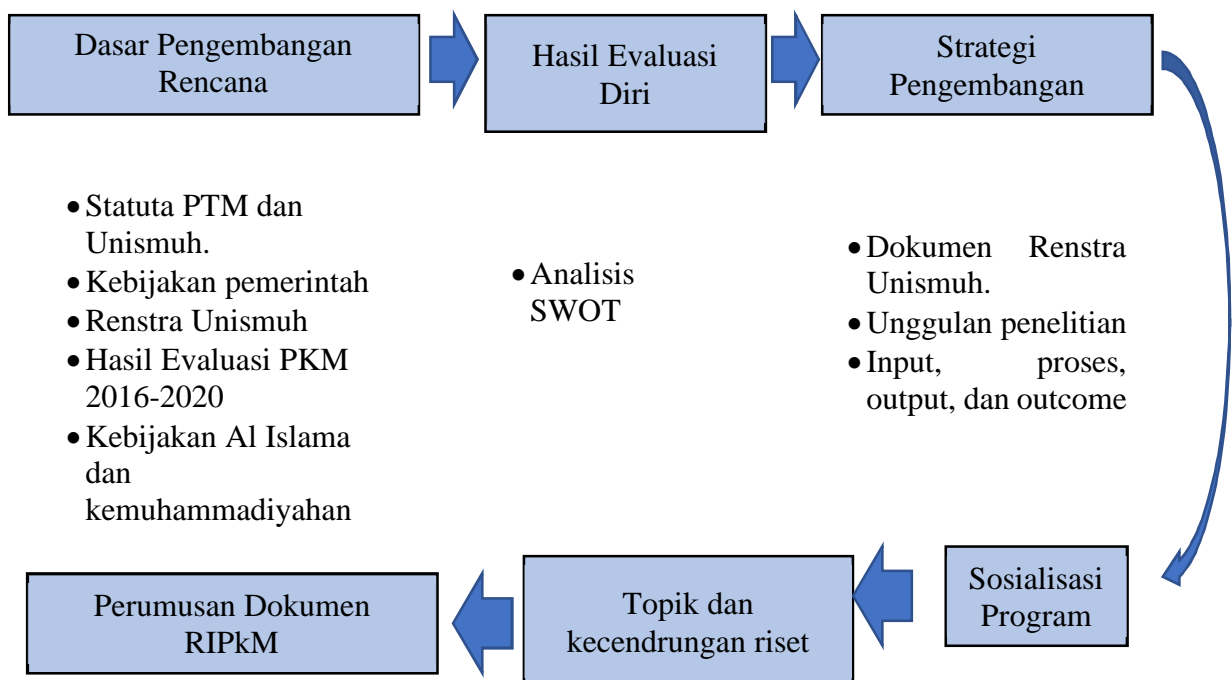 Dasar Pengembangan
Rencana
Hasil Evaluasi
Diri
Strategi
Pengembangan
• Statuta PTM dan
Unismuh.
• Kebijakan pemerintah
• Renstra Unismuh
• Hasil Evaluasi PKM
2016-2020
• Kebijakan Al Islama
dan
kemuhammadiyahan
• Analisis
SWOT
• Dokumen Renstra
Unismuh.
• Unggulan penelitian
• Input, proses,
output, dan outcome
Sosialisasi
Program
Topik dan
kecendrungan riset
Perumusan Dokumen
RIPkM